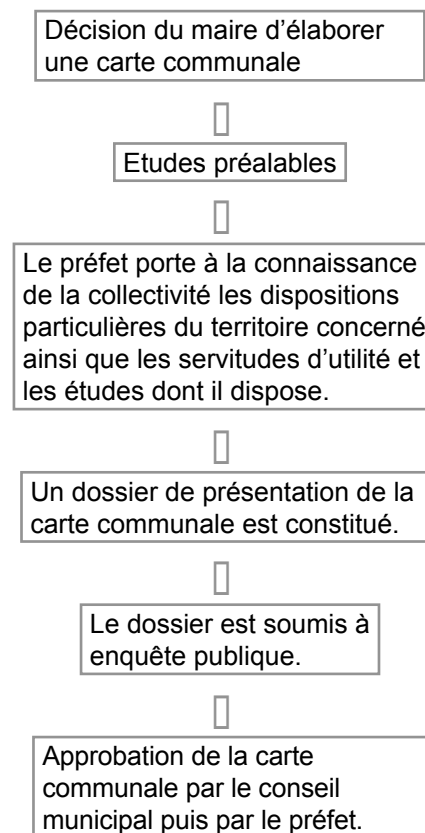 Décision du maire d’élaborer
une carte communale
Etudes préalables
Le préfet porte à la connaissance
de la collectivité les dispositions
particulières du territoire concerné
ainsi que les servitudes d’utilité et
les études dont il dispose.
Un dossier de présentation de la
carte communale est constitué.
Le dossier est soumis à
enquête publique.
Approbation de la carte
communale par le conseil
municipal puis par le préfet.